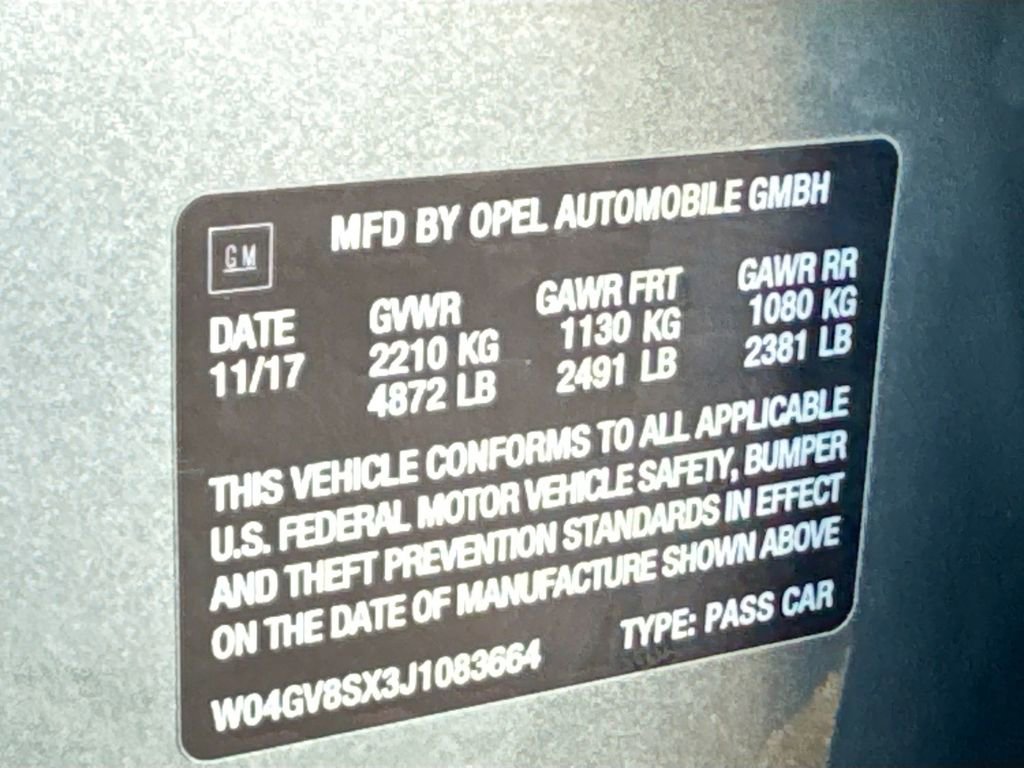 GM
MFD BY OPEL AUTOMOBILE GMBH
DATE GVWR GAWR FRT GAWR RR
11/17 2210 KG 1130 KG 1080 KG
4872 LB 2491 LB 2381 LB
THIS VEHICLE CONFORMS TO ALL APPLICABLE
U.S. FEDERAL MOTOR VEHICLE SAFETY, BUMPER
AND THEFT PREVENTION STANDARDS IN EFFECT
ON THE DATE OF MANUFACTURE SHOWN ABOVE
W04GV8SX3J1083664 TYPE: PASS CAR